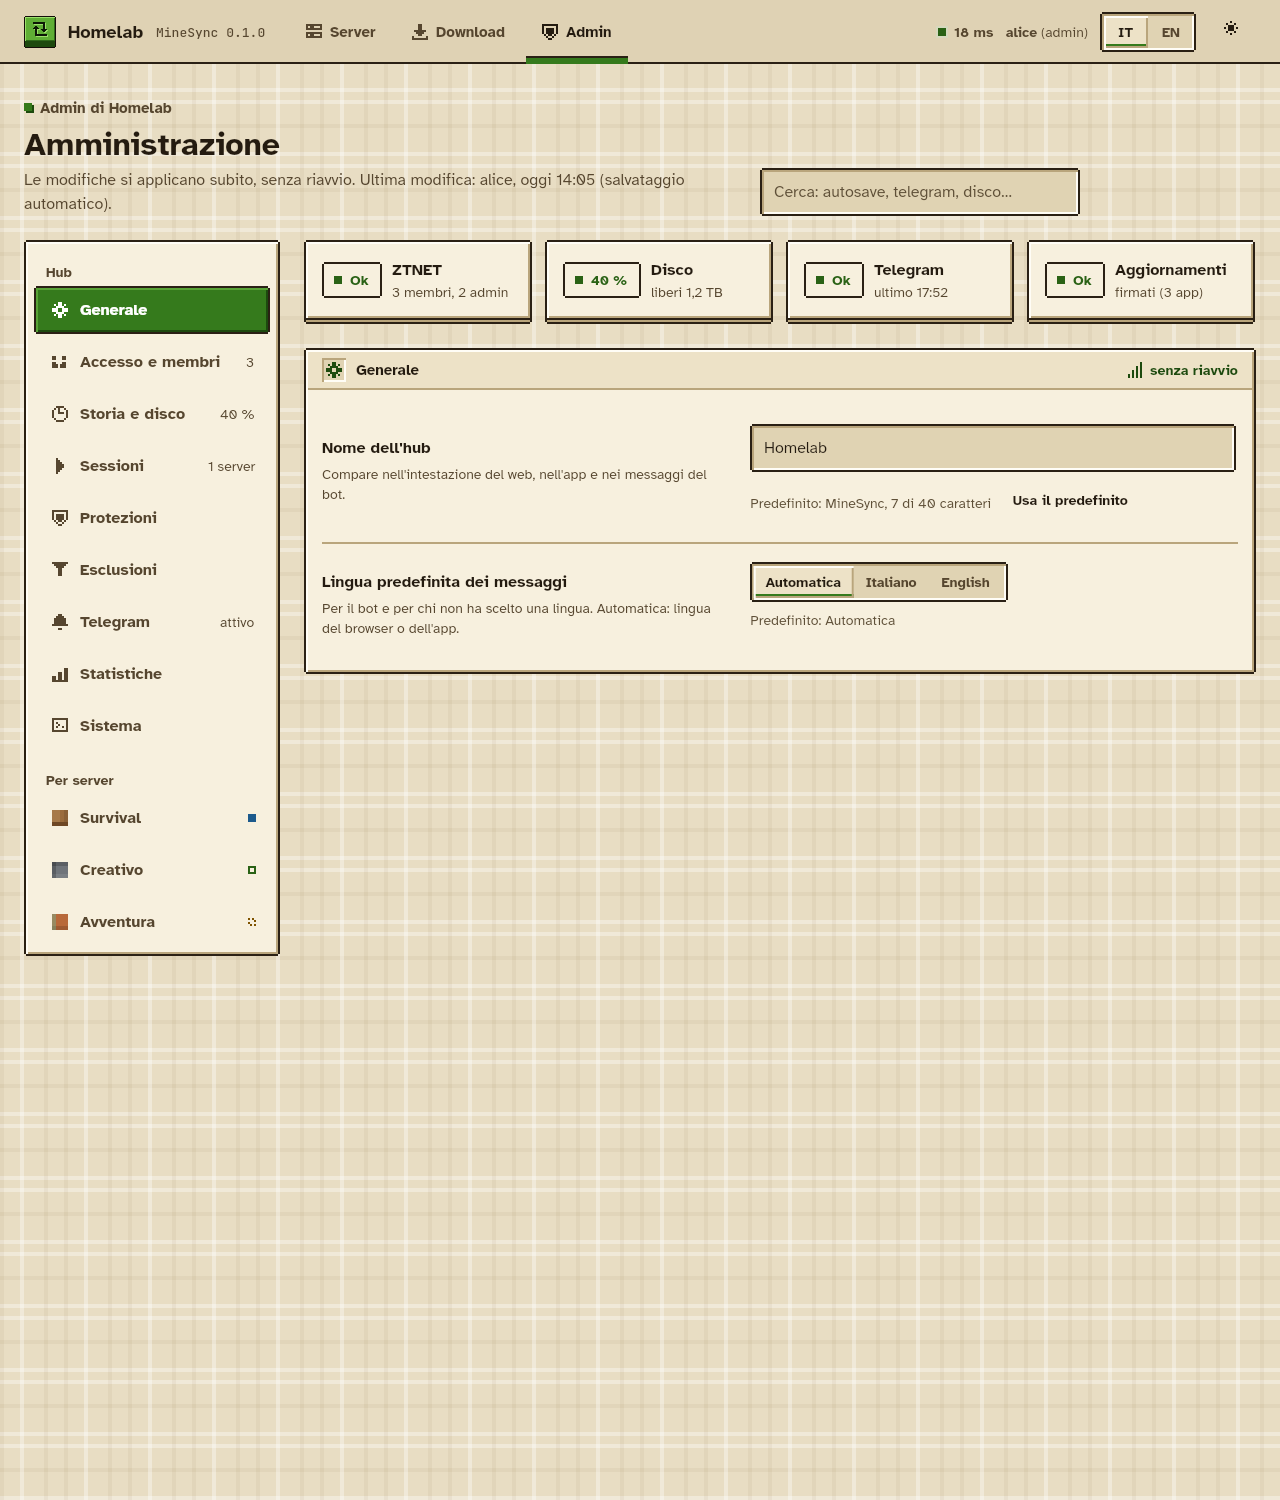 Homelab MineSync 0.1.0 Server Download Admin 18 ms alice (admin) IT EN
Admin di Homelab
Amministrazione
Le modifiche si applicano subito, senza riavvio. Ultima modifica: alice, oggi 14:05 (salvataggio
automatico).
Cerca: autosave, telegram, disco...
Hub
Generale
Accesso e membri 3
Storia e disco 40 %
Sessioni 1 server
Protezioni
Esclusioni
Telegram attivo
Statistiche
Sistema
Per server
Survival
Creativo
Avventura
Ok ZTNET
3 membri, 2 admin
40 % Disco
liberi 1,2 TB
Ok Telegram
ultimo 17:52
Ok Aggiornamenti
firmati (3 app)
Generale senza riavvio
Nome dell'hub
Compare nell'intestazione del web, nell'app e nei messaggi del
bot.
Homelab
Predefinito: MineSync, 7 di 40 caratteri Usa il predefinito
Lingua predefinita dei messaggi
Per il bot e per chi non ha scelto una lingua. Automatica: lingua
del browser o dell'app.
Automatica Italiano English
Predefinito: Automatica